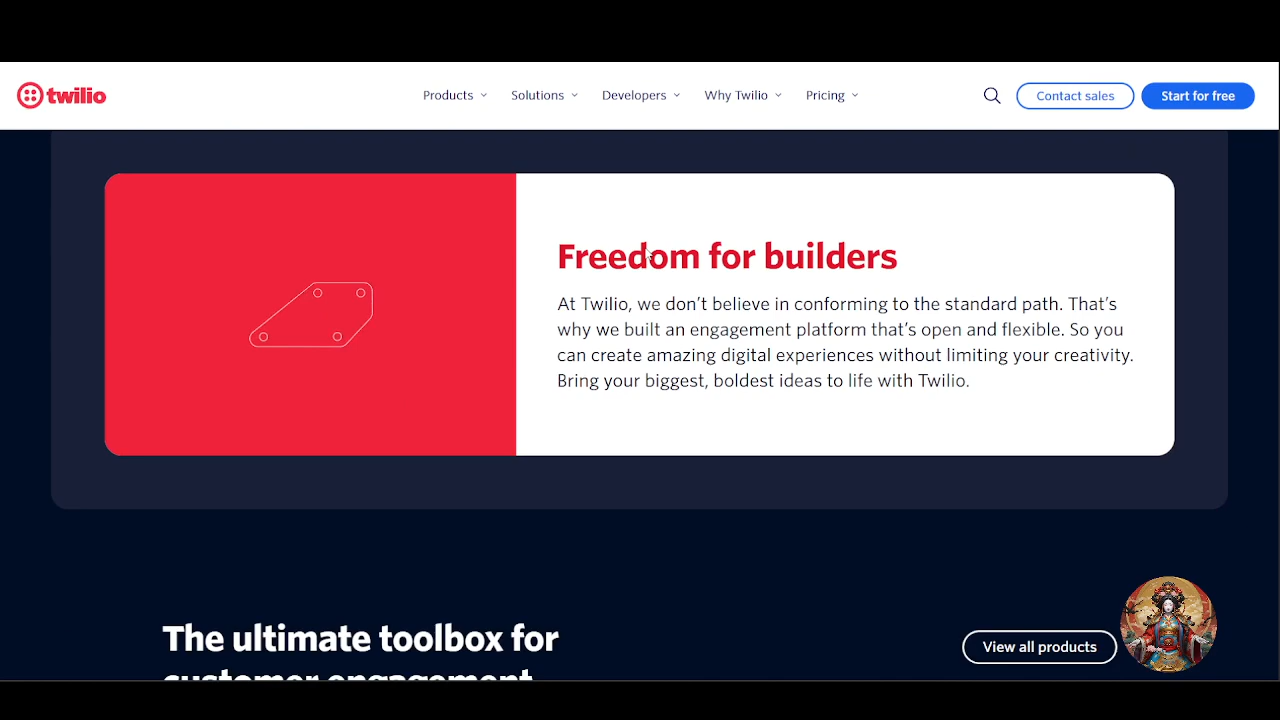 twilio
Products
Solutions
Developers
Why Twilio
Pricing
Contact sales
Start for free
Freedom for builders
At Twilio, we don’t believe in conforming to the standard path. That’s
why we built an engagement platform that’s open and flexible. So you
can create amazing digital experiences without limiting your creativity.
Bring your biggest, boldest ideas to life with Twilio.
The ultimate toolbox for
customer engagement
View all products